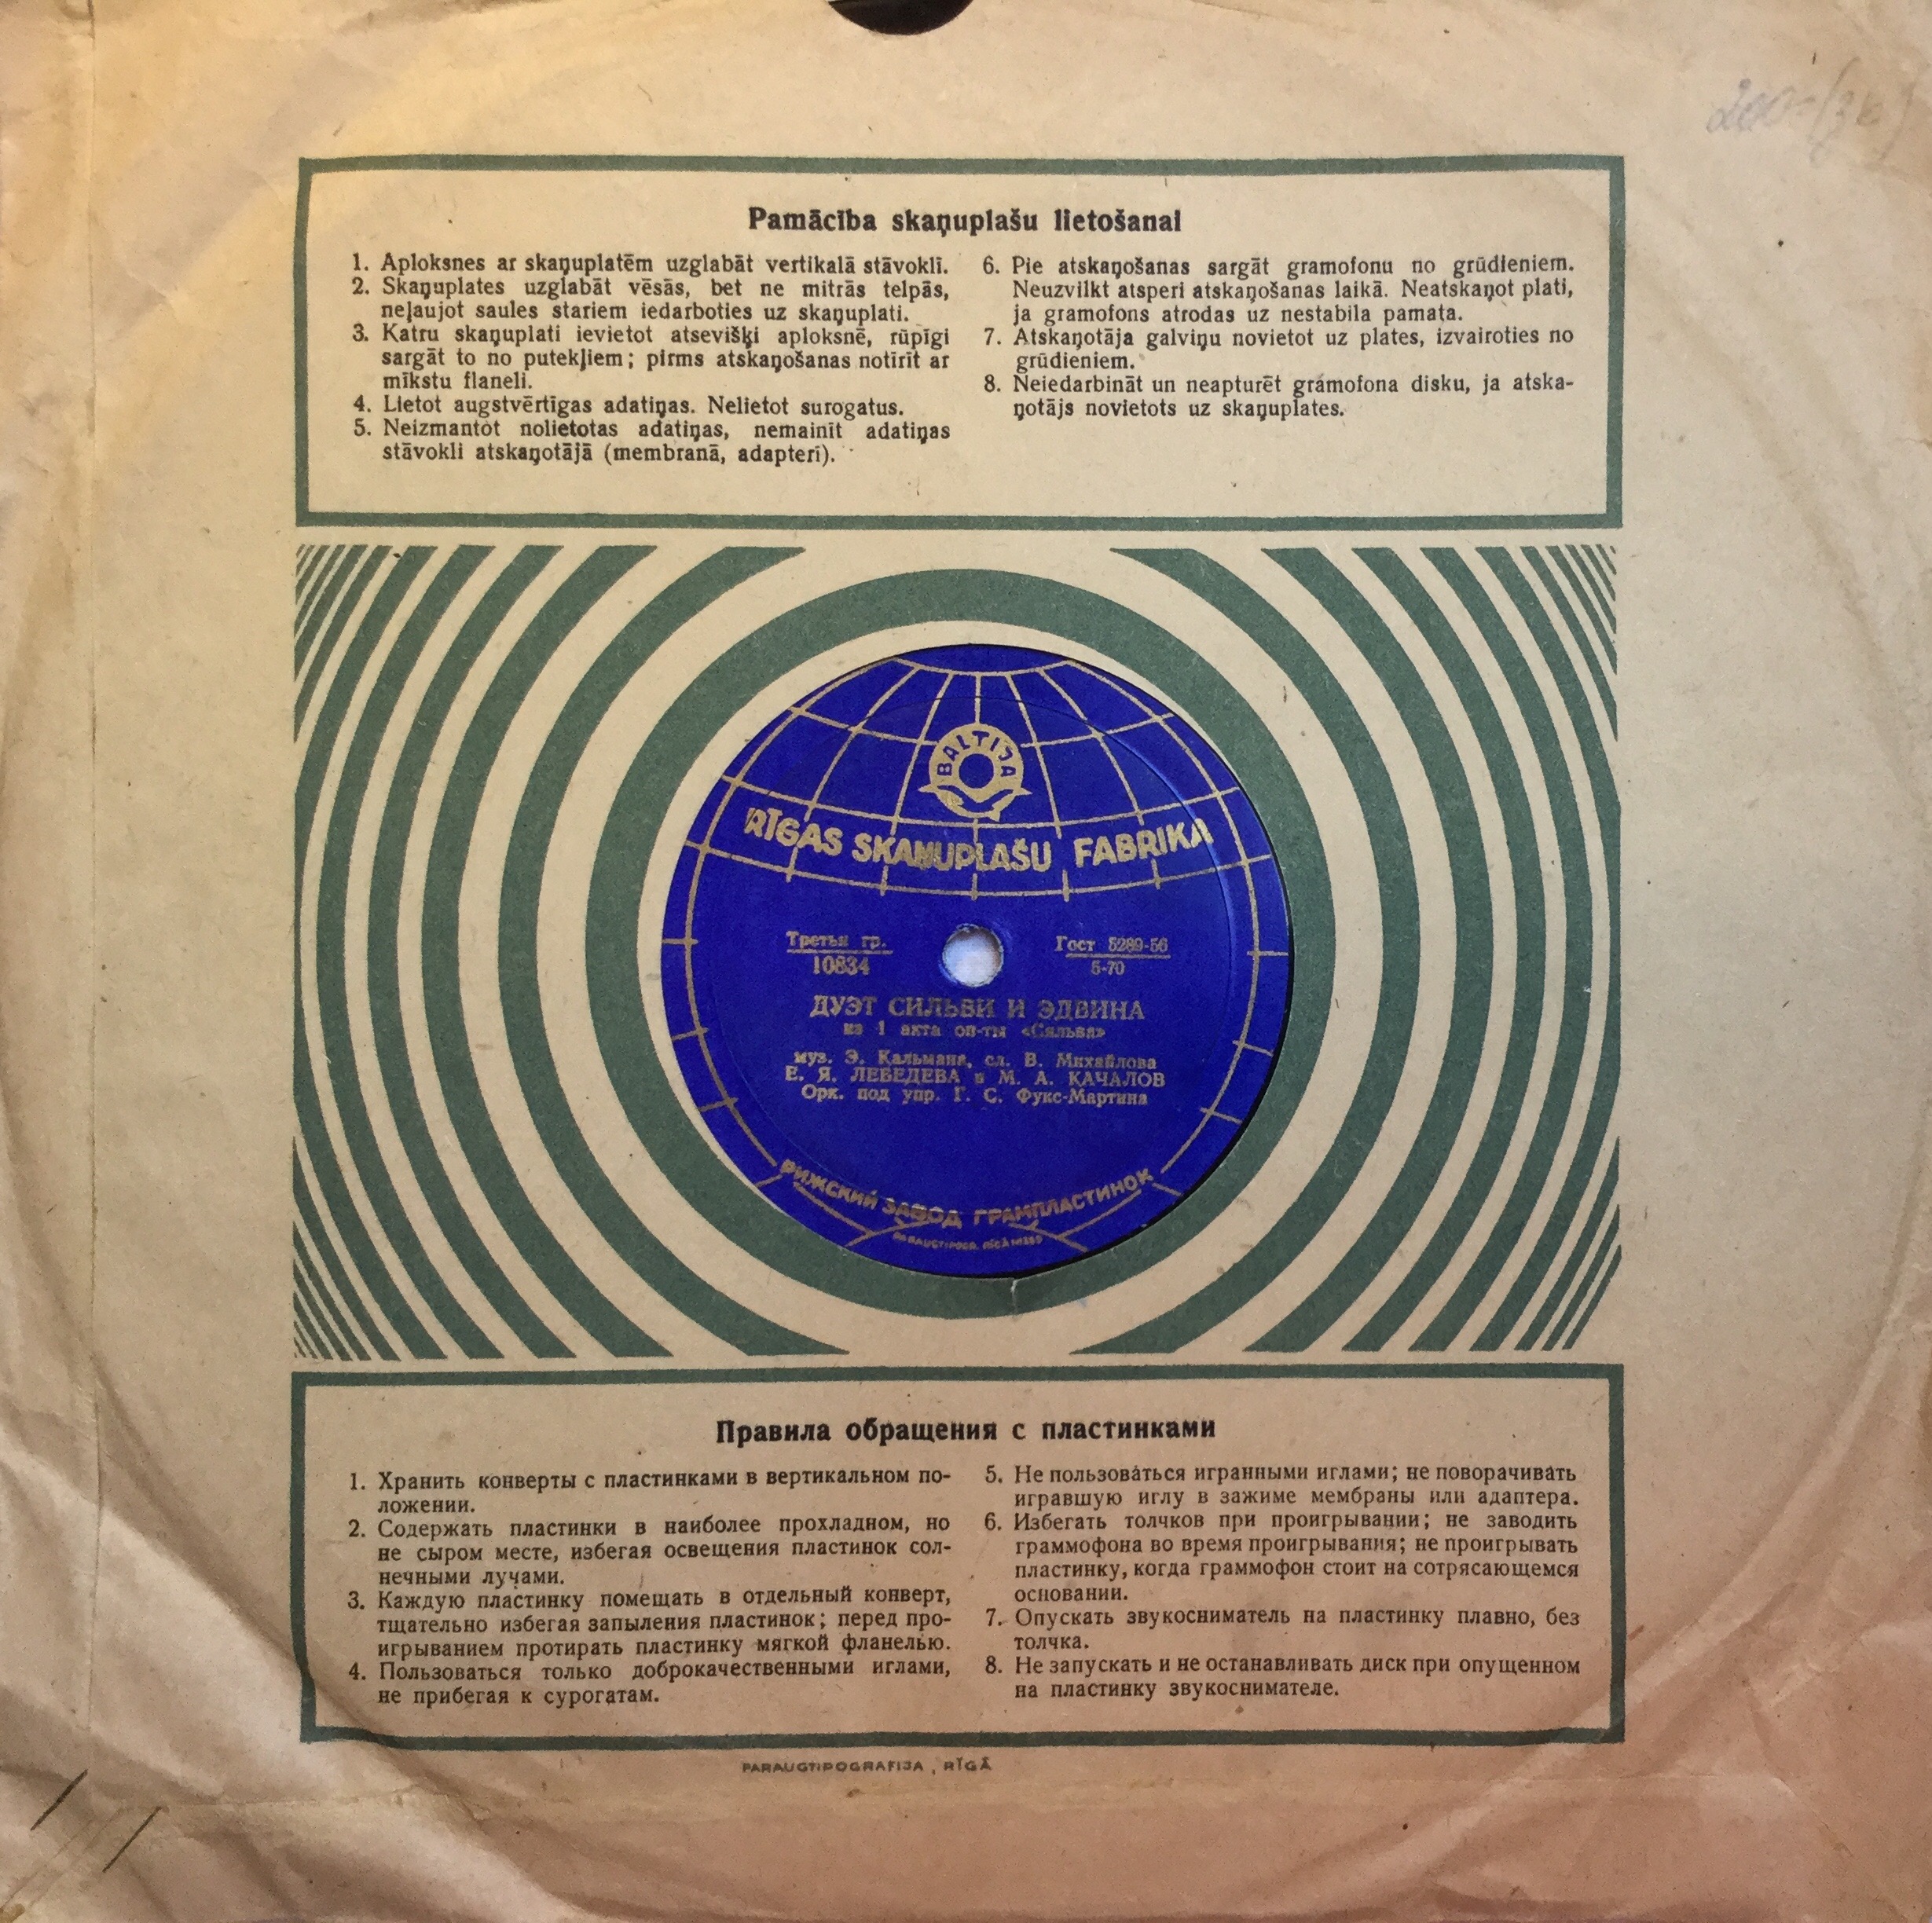 Pamācība skaņuplašu lietošanai
1. Aploksnes ar skaņuplatēm uzglabāt vertikalā stāvoklī.
2. Skaņuplates uzglabāt vēsās, bet ne mitrās telpās,
neļaujot saules stariem iedarboties uz skaņuplati.
3. Katru skaņuplati ievietot atsevišķi aploksnē, rūpīgi
sargāt to no putekļiem; pirms atskaņošanas notīrīt ar
mīkstu flaneli.
4. Lietot augstvērtīgas adatiņas. Nelietot surogatus.
5. Neizmantot nolietotas adatiņas, nemainīt adatiņas
stāvokli atskaņotājā (membranā, adapterī).
6. Pie atskaņošanas sargāt gramofonu no grūdieniem.
Neuzvilkt atsperi atskaņošanas laikā. Neatskaņot plati,
ja gramofons atrodas uz nestabila pamata.
7. Atskaņotāja galviņu novietot uz plates, izvairoties no
grūdieniem.
8. Neiedarbināt un neapturēt gramofona disku, ja atska-
ņotājs novietots uz skaņuplates.
BALTIJA
RĪGAS SKAŅUPLAŠU FABRIKA
Третья гр.
10834
Гост 5289-56
5-70
ДУЭТ СИЛЬВИ И ЭДВИНА
из 1 акта оп-ты «Сильва»
муз. Э. Кальмана, сл. В. Михайлова
Е. Я. ЛЕБЕДЕВА и М. А. КАЧАЛОВ
Орк. под упр. Г. С. Фукс-Мартина
РИЖСКИЙ ЗАВОД ГРАМПЛАСТИНОК
PARAUGTIPOGR. RĪGĀ
Правила обращения с пластинками
1. Хранить конверты с пластинками в вертикальном по-
ложении.
2. Содержать пластинки в наиболее прохладном, но
не сыром месте, избегая освещения пластинок сол-
нечными лучами.
3. Каждую пластинку помещать в отдельный конверт,
тщательно избегая запыления пластинок; перед про-
игрыванием протирать пластинку мягкой фланелью.
4. Пользоваться только доброкачественными иглами,
не прибегая к сурогатам.
5. Не пользоваться игранными иглами; не поворачивать
игравшую иглу в зажиме мембраны или адаптера.
6. Избегать толчков при проигрывании; не заводить
граммофона во время проигрывания; не проигрывать
пластинку, когда граммофон стоит на сотрясающемся
основании.
7. Опускать звукосниматель на пластинку плавно, без
толчка.
8. Не запускать и не останавливать диск при опущенном
на пластинку звукоснимателе.
PARAUGTIPOGRAFIJA, RĪGĀ